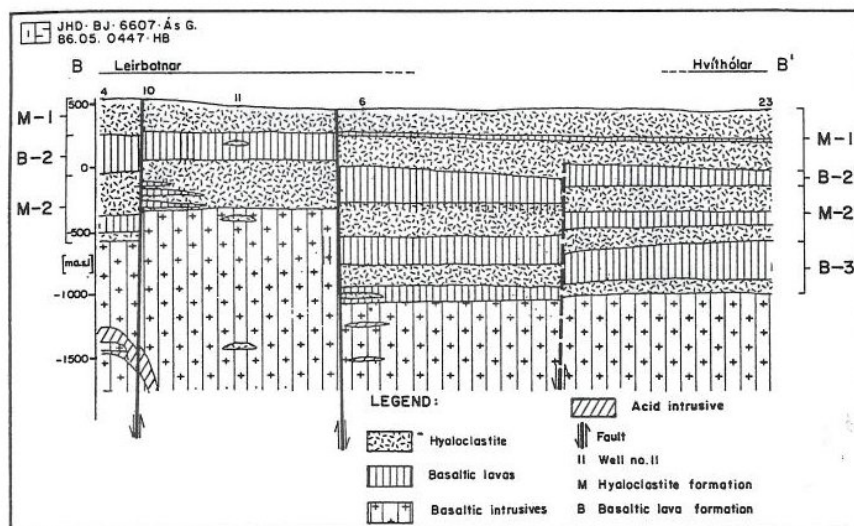 JHD·BJ·6607·Ás G.
86.05. 0447·HB
B Leirbotnar Hvíthólar B'
4 10 11 6 23
500
M-1 M-1
B-2
0
B-2
M-2 M-2
-500
[m a.s.l]
B-3
-1000
-1500
LEGEND:
Hyaloclastite
Basaltic lavas
Basaltic intrusives
Acid intrusive
Fault
11 Well no.11
M Hyaloclastite formation
B Basaltic lava formation